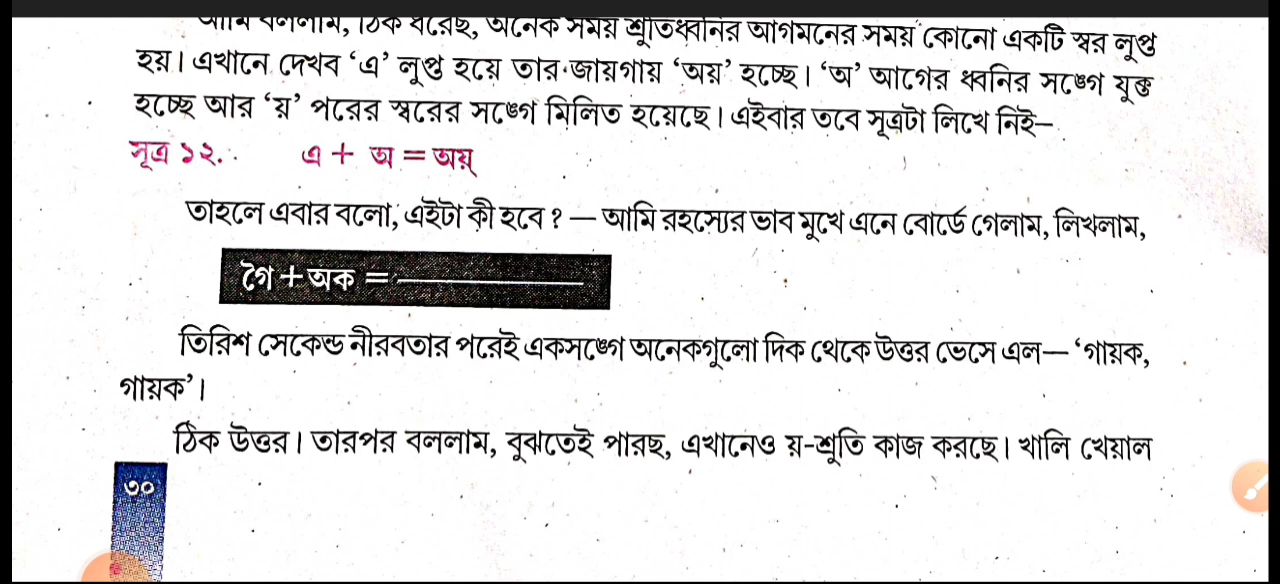 আমি বললাম, ঠিক ধরেছ, অনেক সময় শ্রুতিধ্বনির আগমনের সময় কোনো একটি স্বর লুপ্ত
হয়। এখানে দেখব ‘এ’ লুপ্ত হয়ে তার জায়গায় ‘অয়’ হচ্ছে। ‘অ’ আগের ধ্বনির সঙ্গে যুক্ত
হচ্ছে আর ‘য়’ পরের স্বরের সঙ্গে মিলিত হয়েছে। এইবার তবে সূত্রটা লিখে নিই–
সূত্র ১২. এ + অ = অয়্
তাহলে এবার বলো, এইটা কী হবে ? — আমি রহস্যের ভাব মুখে এনে বোর্ডে গেলাম, লিখলাম,
গৈ + অক = ___________
তিরিশ সেকেন্ড নীরবতার পরেই একসঙ্গে অনেকগুলো দিক থেকে উত্তর ভেসে এল— ‘গায়ক,
গায়ক’।
ঠিক উত্তর। তারপর বললাম, বুঝতেই পারছ, এখানেও য়-শ্রুতি কাজ করছে। খালি খেয়াল
৩০